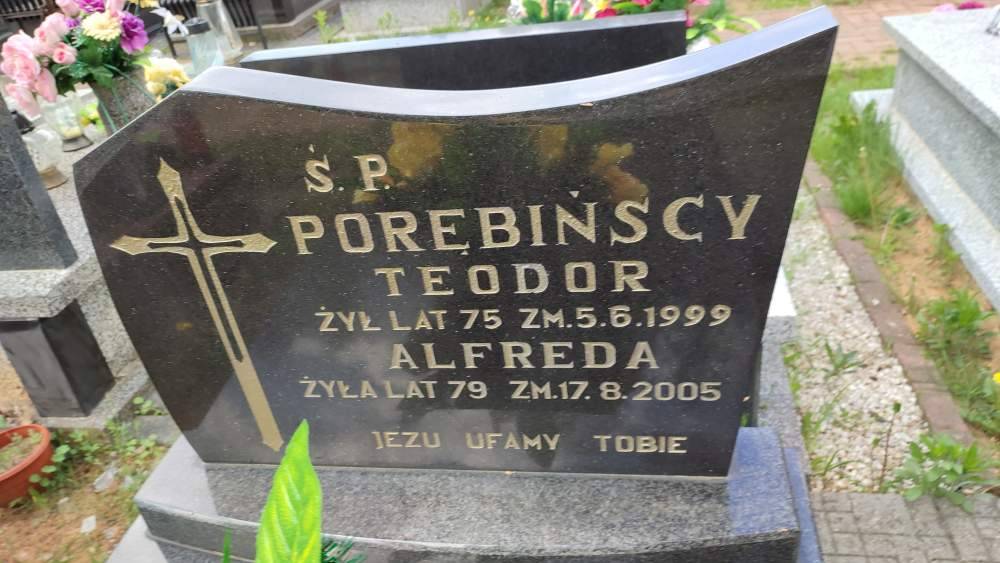 Ś. P.
PORĘBIŃSCY
TEODOR
ŻYŁ LAT 75 ZM. 5.6.1999
ALFREDA
ŻYŁA LAT 79 ZM. 17.8.2005
JEZU UFAMY TOBIE